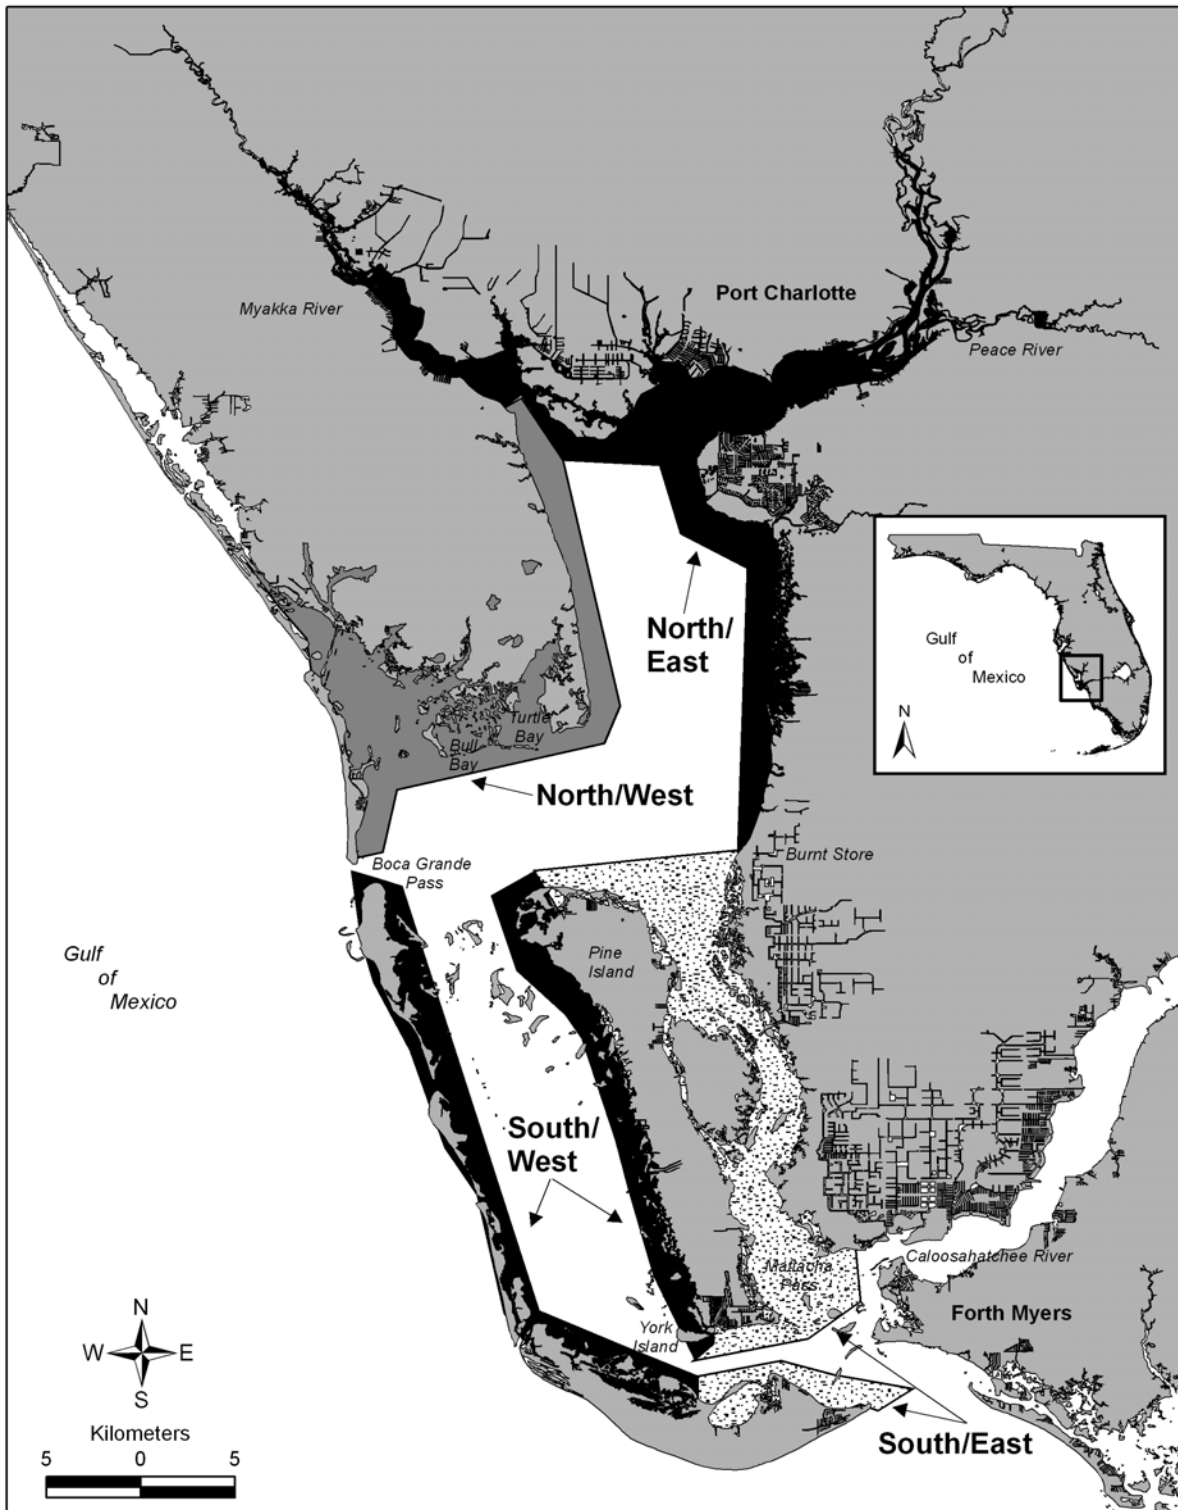 Port Charlotte
Myakka River
Peace River
North/
East
Gulf
of
Mexico
N
Turtle
Bay
Bull
Bay
North/West
Boca Grande
Pass
Burnt Store
Gulf
of
Mexico
Pine
Island
South/
West
Caloosahatchee River
Matlacha
Pass
Forth Myers
York
Island
N
W
E
S
South/East
Kilometers
5 0 5